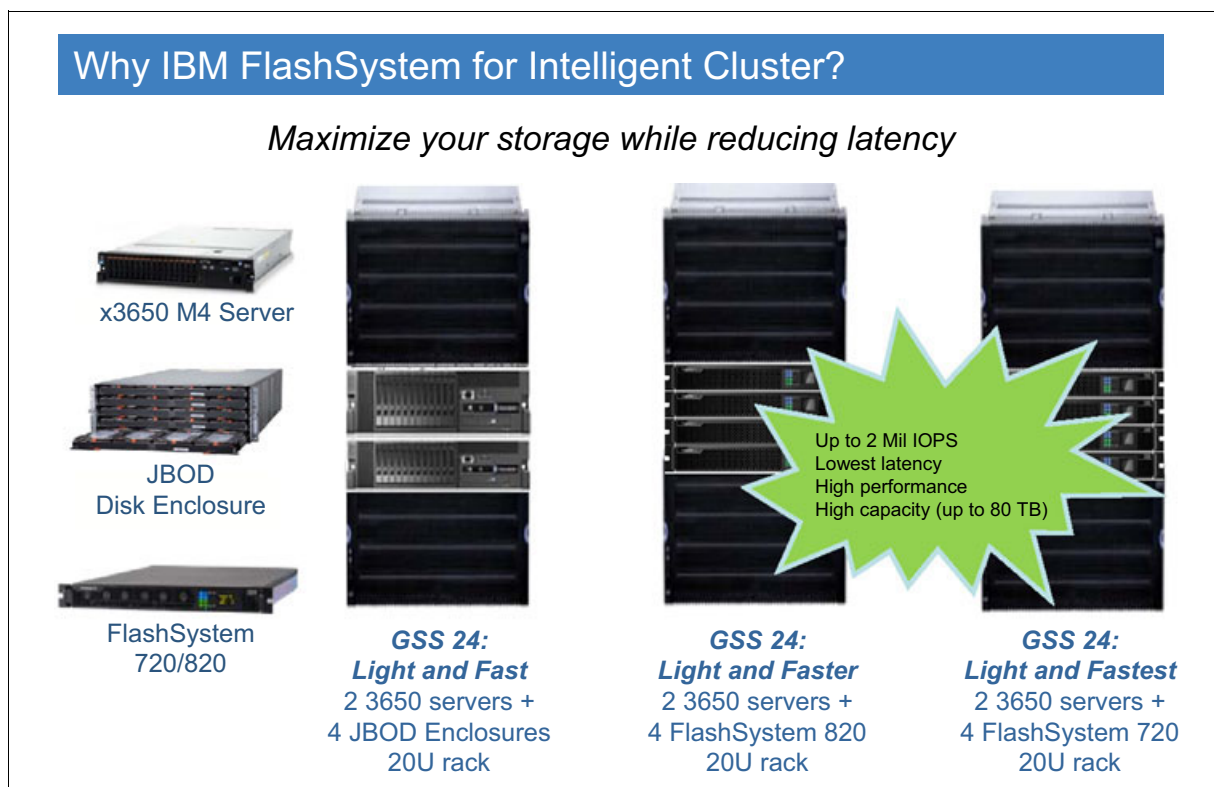 Why IBM FlashSystem for Intelligent Cluster?
Maximize your storage while reducing latency
x3650 M4 Server
JBOD
Disk Enclosure
FlashSystem
720/820
Up to 2 Mil IOPS
Lowest latency
High performance
High capacity (up to 80 TB)
GSS 24:
Light and Fast
2 3650 servers +
4 JBOD Enclosures
20U rack
GSS 24:
Light and Faster
2 3650 servers +
4 FlashSystem 820
20U rack
GSS 24:
Light and Fastest
2 3650 servers +
4 FlashSystem 720
20U rack